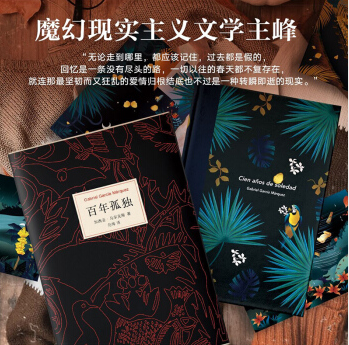 魔幻现实主义文学主峰
“无论走到哪里，都应该记住，过去都是假的，
回忆是一条没有尽头的路，一切以往的春天都不复存在，
就连那最坚韧而又狂乱的爱情归根结底也不过是一种转瞬即逝的现实。”
Gabriel García Márquez
百年孤独
Cien años de soledad
Gabriel García Márquez